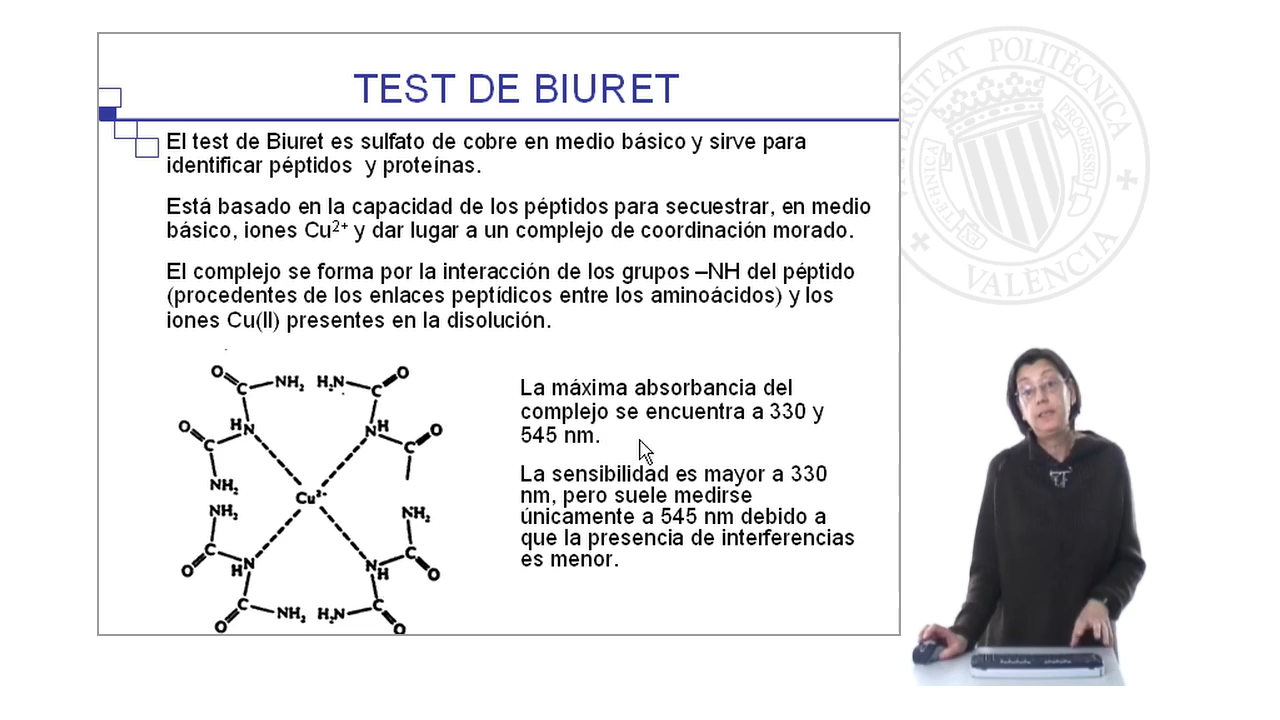 UNIVERSITAT POLITÈCNICA
VALÈNCIA
TECHNICA
EX
PROGRESSIO
TEST DE BIURET
El test de Biuret es sulfato de cobre en medio básico y sirve para
identificar péptidos y proteínas.
Está basado en la capacidad de los péptidos para secuestrar, en medio
básico, iones Cu²⁺ y dar lugar a un complejo de coordinación morado.
El complejo se forma por la interacción de los grupos –NH del péptido
(procedentes de los enlaces peptídicos entre los aminoácidos) y los
iones Cu(II) presentes en la disolución.
O C NH₂ H₂N C O
O C HN NH C O
NH₂
Cu²⁺
NH₂ NH₂
O C HN NH C O
O C NH₂ H₂N C O
La máxima absorbancia del
complejo se encuentra a 330 y
545 nm.
La sensibilidad es mayor a 330
nm, pero suele medirse
únicamente a 545 nm debido a
que la presencia de interferencias
es menor.